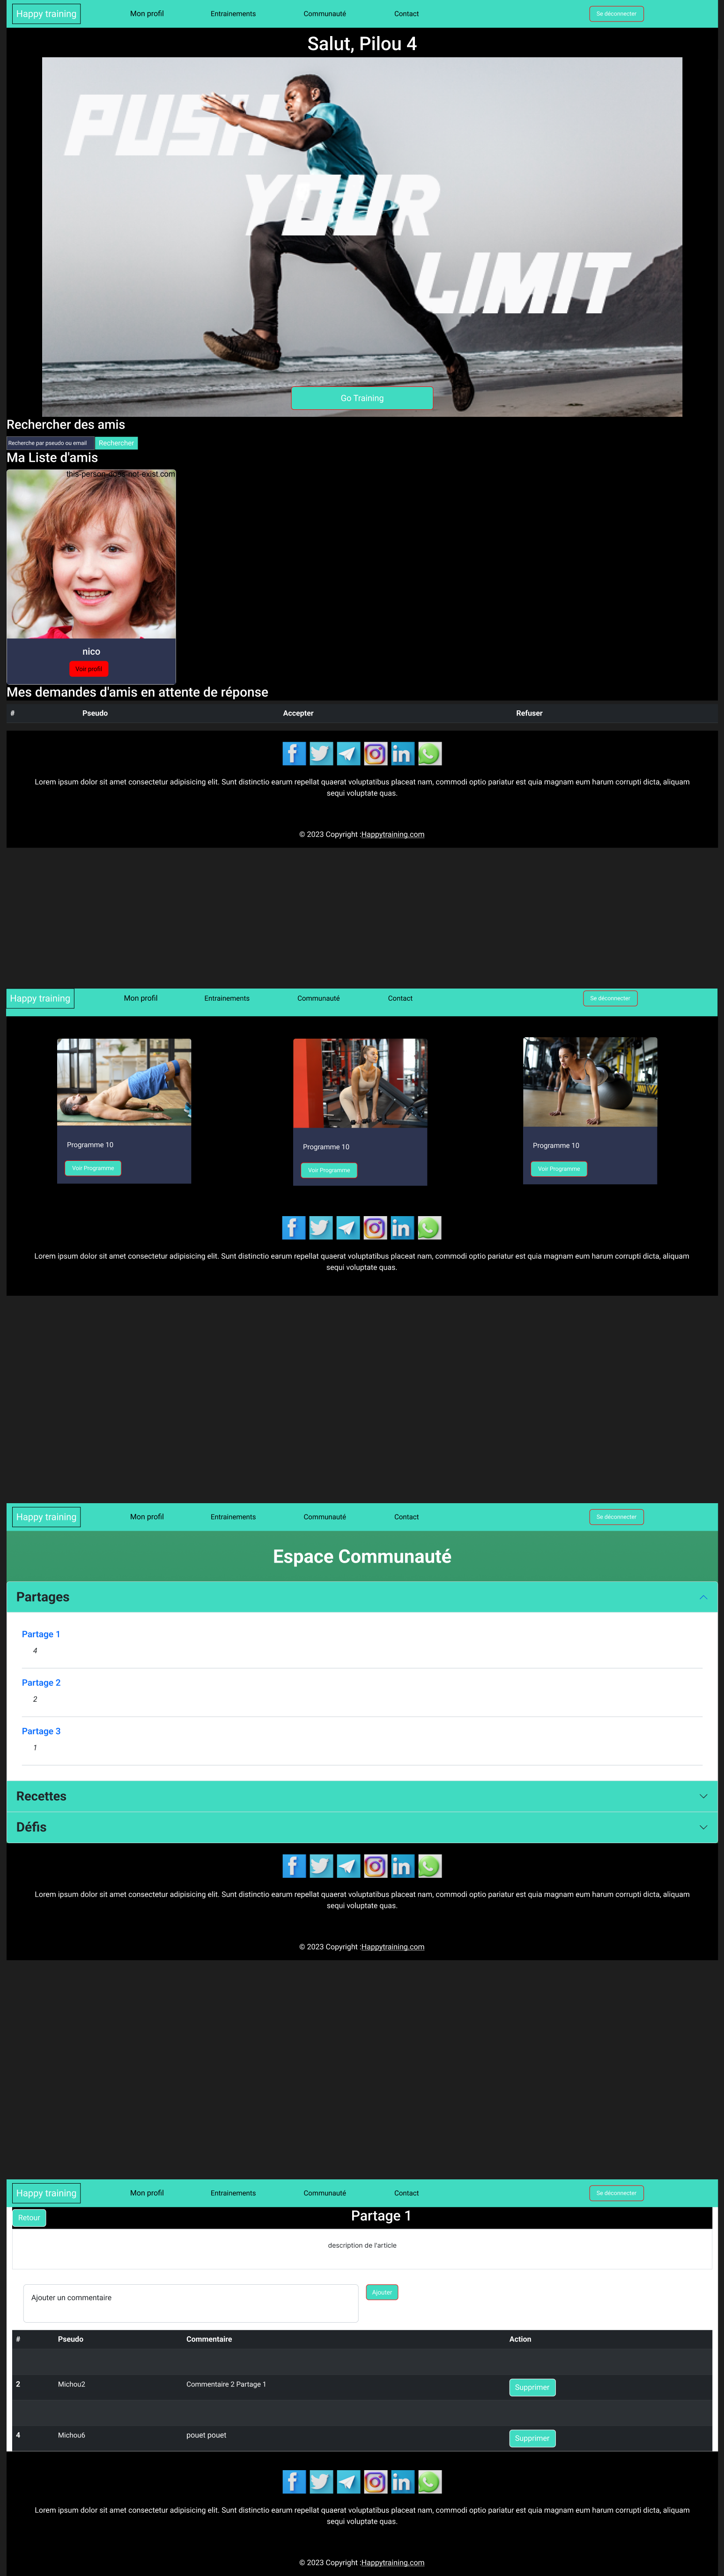 Happy training
Mon profil
Entrainements
Communauté
Contact
Se déconnecter
Salut, Pilou 4
PUSH
YOUR
LIMIT
Go Training
Rechercher des amis
Recherche par pseudo ou email
Rechercher
Ma Liste d'amis
this-person-does-not-exist.com
nico
Voir profil
Mes demandes d'amis en attente de réponse
# Pseudo Accepter Refuser
Lorem ipsum dolor sit amet consectetur adipisicing elit. Sunt distinctio earum repellat quaerat voluptatibus placeat nam, commodi optio pariatur est quia magnam eum harum corrupti dicta, aliquam
sequi voluptate quas.
© 2023 Copyright :Happytraining.com
Happy training
Mon profil
Entrainements
Communauté
Contact
Se déconnecter
Programme 10
Voir Programme
Programme 10
Voir Programme
Programme 10
Voir Programme
Lorem ipsum dolor sit amet consectetur adipisicing elit. Sunt distinctio earum repellat quaerat voluptatibus placeat nam, commodi optio pariatur est quia magnam eum harum corrupti dicta, aliquam
sequi voluptate quas.
Happy training
Mon profil
Entrainements
Communauté
Contact
Se déconnecter
Espace Communauté
Partages
Partage 1
4
Partage 2
2
Partage 3
1
Recettes
Défis
Lorem ipsum dolor sit amet consectetur adipisicing elit. Sunt distinctio earum repellat quaerat voluptatibus placeat nam, commodi optio pariatur est quia magnam eum harum corrupti dicta, aliquam
sequi voluptate quas.
© 2023 Copyright :Happytraining.com
Happy training
Mon profil
Entrainements
Communauté
Contact
Se déconnecter
Retour
Partage 1
description de l'article
Ajouter un commentaire
Ajouter
# Pseudo Commentaire Action
2 Michou2 Commentaire 2 Partage 1 Supprimer
4 Michou6 pouet pouet Supprimer
Lorem ipsum dolor sit amet consectetur adipisicing elit. Sunt distinctio earum repellat quaerat voluptatibus placeat nam, commodi optio pariatur est quia magnam eum harum corrupti dicta, aliquam
sequi voluptate quas.
© 2023 Copyright :Happytraining.com